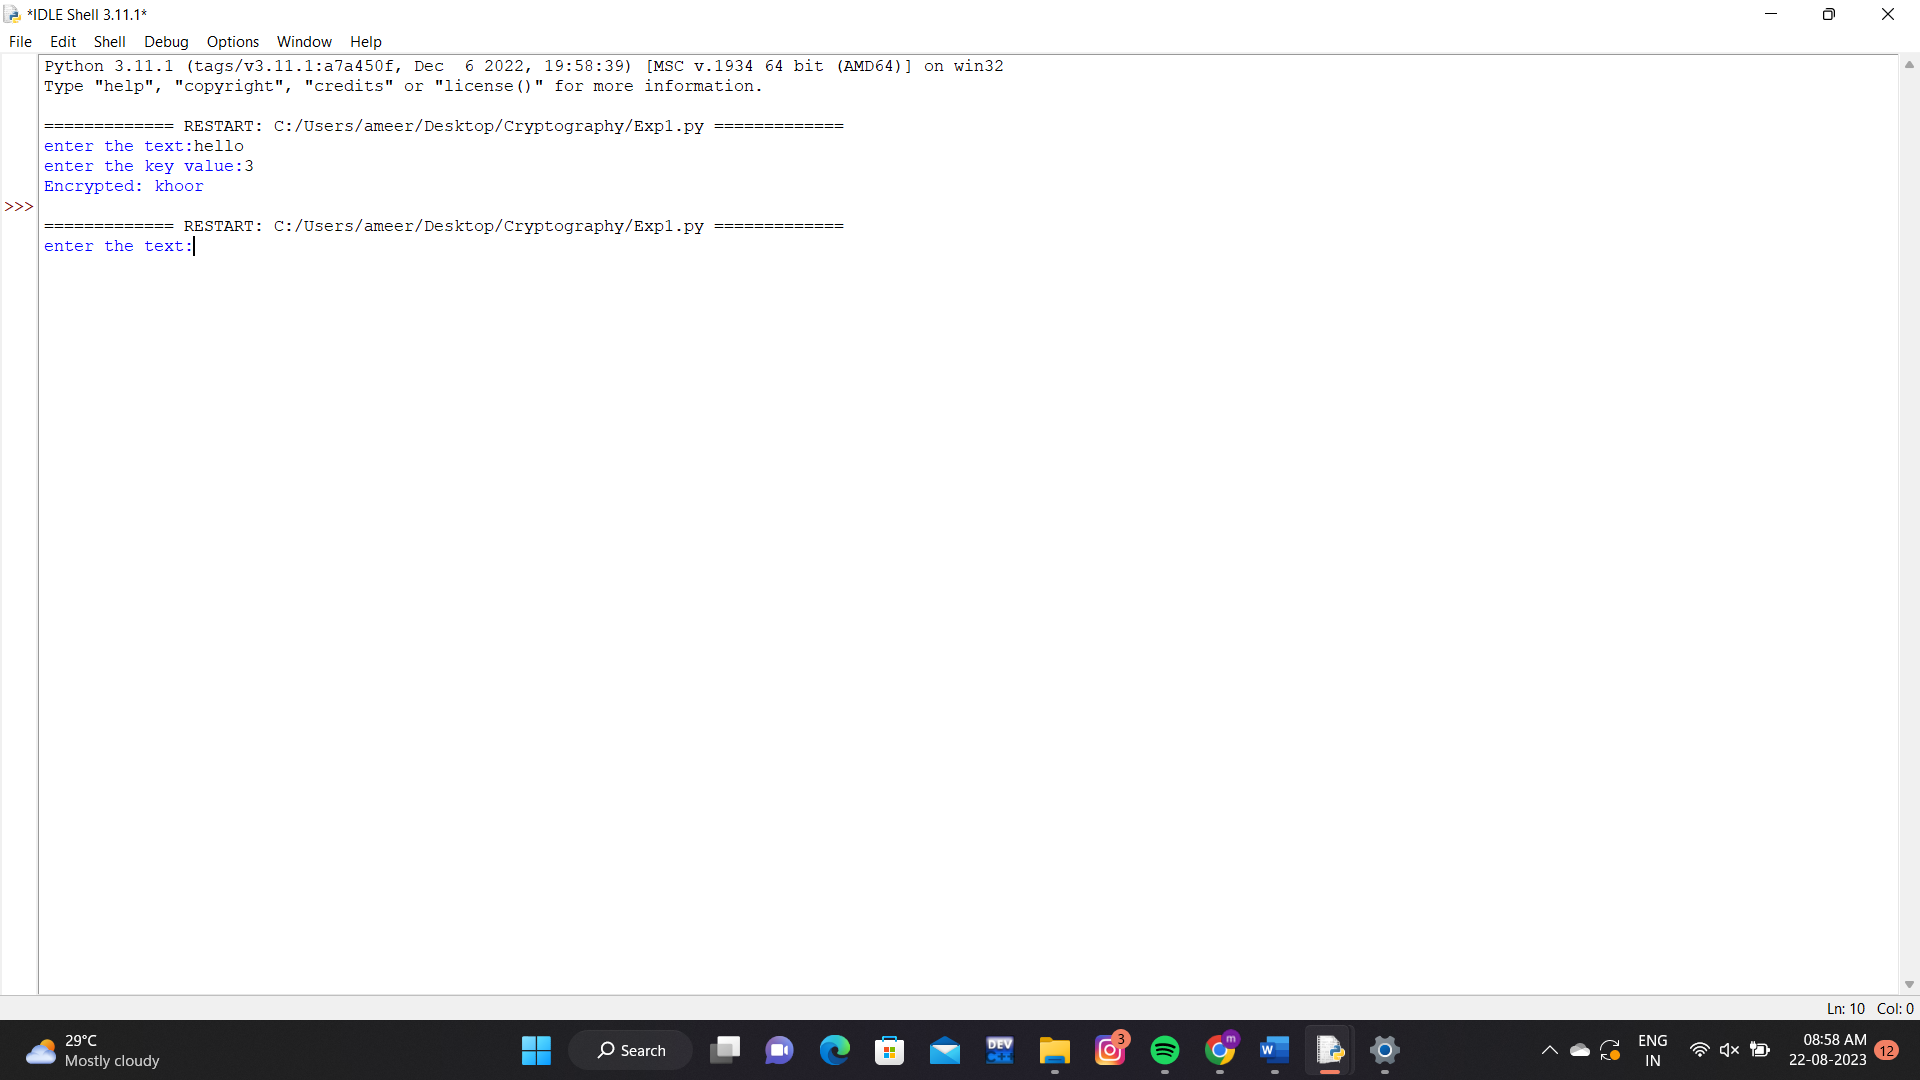 *IDLE Shell 3.11.1*
File Edit Shell Debug Options Window Help
Python 3.11.1 (tags/v3.11.1:a7a450f, Dec  6 2022, 19:58:39) [MSC v.1934 64 bit (AMD64)] on win32
Type "help", "copyright", "credits" or "license()" for more information.
============= RESTART: C:/Users/ameer/Desktop/Cryptography/Exp1.py =============
enter the text:hello
enter the key value:3
Encrypted: khoor
>>>
============= RESTART: C:/Users/ameer/Desktop/Cryptography/Exp1.py =============
enter the text:
Ln: 10 Col: 0
29°C
Mostly cloudy
Search
DEV
C++
3
m
W
ENG
IN
08:58 AM
22-08-2023
12